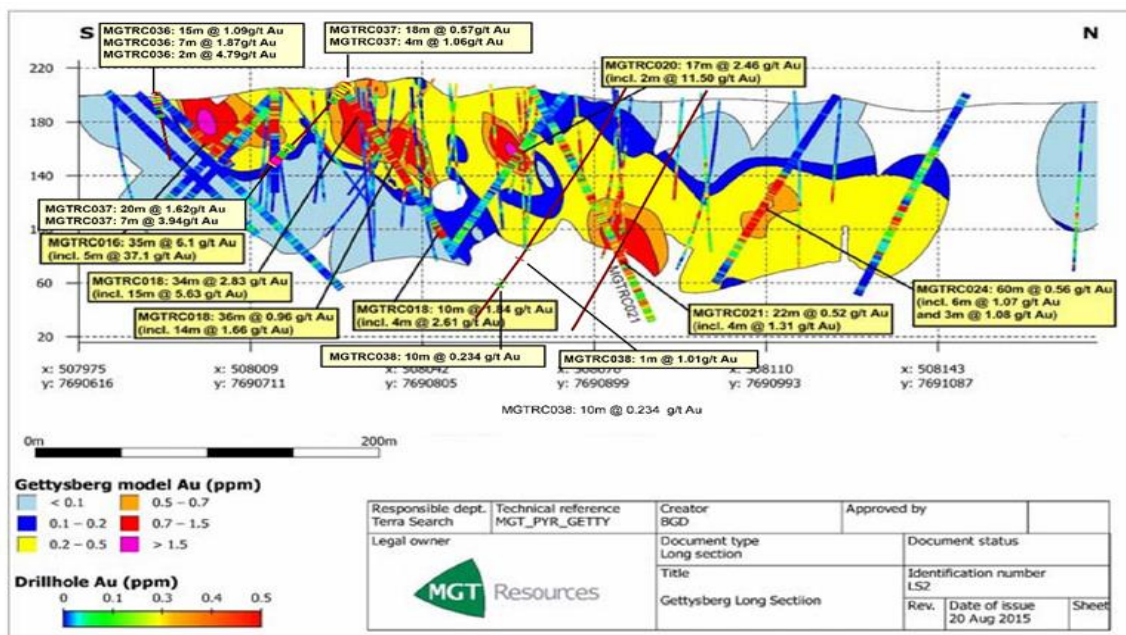 S
N
MGTRC036: 15m @ 1.09g/t Au
MGTRC036: 7m @ 1.87g/t Au
MGTRC036: 2m @ 4.79g/t Au
MGTRC037: 18m @ 0.57g/t Au
MGTRC037: 4m @ 1.06g/t Au
MGTRC020: 17m @ 2.46 g/t Au
(incl. 2m @ 11.50 g/t Au)
220
180
140
60
20
MGTRC037: 20m @ 1.62g/t Au
MGTRC037: 7m @ 3.94g/t Au
MGTRC016: 35m @ 6.1 g/t Au
(incl. 5m @ 37.1 g/t Au)
MGTRC018: 34m @ 2.83 g/t Au
(incl. 15m @ 5.63 g/t Au)
MGTRC018: 36m @ 0.96 g/t Au
(incl. 14m @ 1.66 g/t Au)
MGTRC018: 10m @ 1.84 g/t Au
(incl. 4m @ 2.61 g/t Au)
MGTRC021
MGTRC021: 22m @ 0.52 g/t Au
(incl. 4m @ 1.31 g/t Au)
MGTRC024: 60m @ 0.56 g/t Au
(incl. 6m @ 1.07 g/t Au
and 3m @ 1.08 g/t Au)
MGTRC038: 10m @ 0.234 g/t Au
MGTRC038: 1m @ 1.01g/t Au
x: 507975 x: 508009 x: 508042 x: 508110 x: 508143
y: 7690616 y: 7690711 y: 7690805 y: 7690899 y: 7690993 y: 7691087
MGTRC038: 10m @ 0.234 g/t Au
0m 200m
Gettysberg model Au (ppm)
< 0.1 0.5 – 0.7
0.1 – 0.2 0.7 – 1.5
0.2 – 0.5 > 1.5
Drillhole Au (ppm)
0 0.1 0.3 0.4 0.5
Responsible dept. Technical reference Creator Approved by
Terra Search MGT_PYR_GETTY BGD
Legal owner Document type Document status
Long section
MGT Resources
Title Identification number
Gettysberg Long Sectiion LS2
Rev. Date of issue Sheet
20 Aug 2015